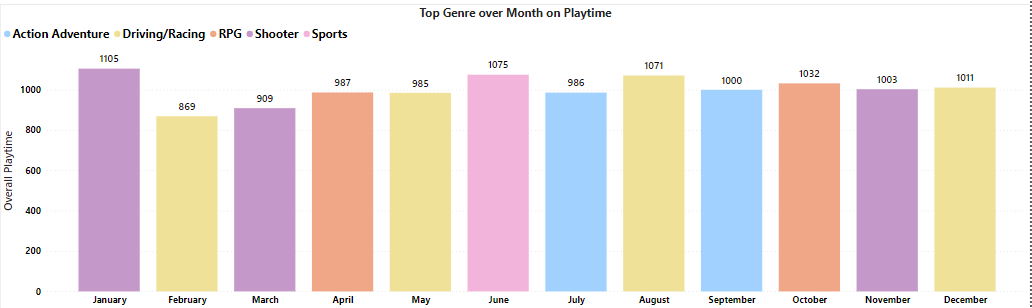 Top Genre over Month on Playtime
Action Adventure Driving/Racing RPG Shooter Sports
Overall Playtime
1000
800
600
400
200
0
1105 869 909 987 985 1075 986 1071 1000 1032 1003 1011
January February March April May June July August September October November December